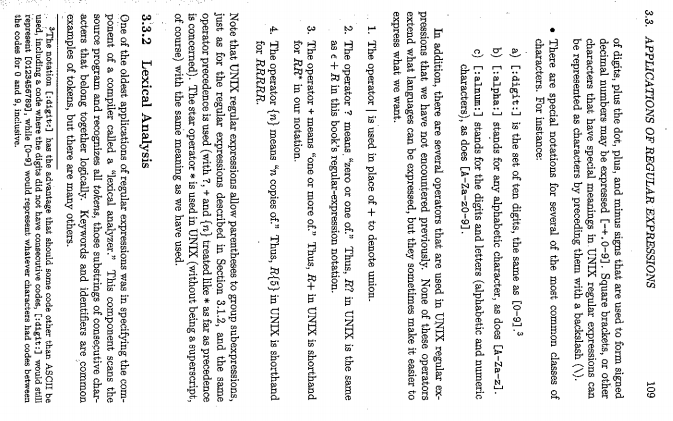 3.3. APPLICATIONS OF REGULAR EXPRESSIONS 109
of digits, plus the dot, plus, and minus signs that are used to form signed
decimal numbers may be expressed [-+.0-9]. Square brackets, or other
characters that have special meanings in UNIX regular expressions can
be represented as characters by preceding them with a backslash (\).
• There are special notations for several of the most common classes of
characters. For instance:
a) [:digit:] is the set of ten digits, the same as [0-9].³
b) [:alpha:] stands for any alphabetic character, as does [A-Za-z].
c) [:alnum:] stands for the digits and letters (alphabetic and numeric
characters), as does [A-Za-z0-9].
In addition, there are several operators that are used in UNIX regular ex-
pressions that we have not encountered previously. None of these operators
extend what languages can be expressed, but they sometimes make it easier to
express what we want.
1. The operator | is used in place of + to denote union.
2. The operator ? means "zero or one of." Thus, R? in UNIX is the same
as ϵ + R in this book's regular-expression notation.
3. The operator + means "one or more of." Thus, R+ in UNIX is shorthand
for RR* in our notation.
4. The operator {n} means "n copies of." Thus, R{5} in UNIX is shorthand
for RRRRR.
Note that UNIX regular expressions allow parentheses to group subexpressions,
just as for the regular expressions described in Section 3.1.2, and the same
operator precedence is used (with ?, + and {n} treated like * as far as precedence
is concerned). The star operator * is used in UNIX (without being a superscript,
of course) with the same meaning as we have used.
3.3.2 Lexical Analysis
One of the oldest applications of regular expressions was in specifying the com-
ponent of a compiler called a "lexical analyzer." This component scans the
source program and recognizes all tokens, those substrings of consecutive char-
acters that belong together logically. Keywords and identifiers are common
examples of tokens, but there are many others.
³The notation [:digit:] has the advantage that should some code other than ASCII be
used, including a code where the digits did not have consecutive codes, [:digit:] would still
represent [0123456789], while [0-9] would represent whatever characters had codes between
the codes for 0 and 9, inclusive.